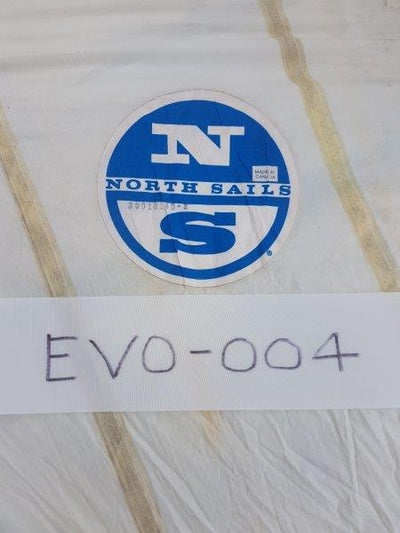 N
MADE IN
CANADA
NORTH SAILS
S
®
EVO-004